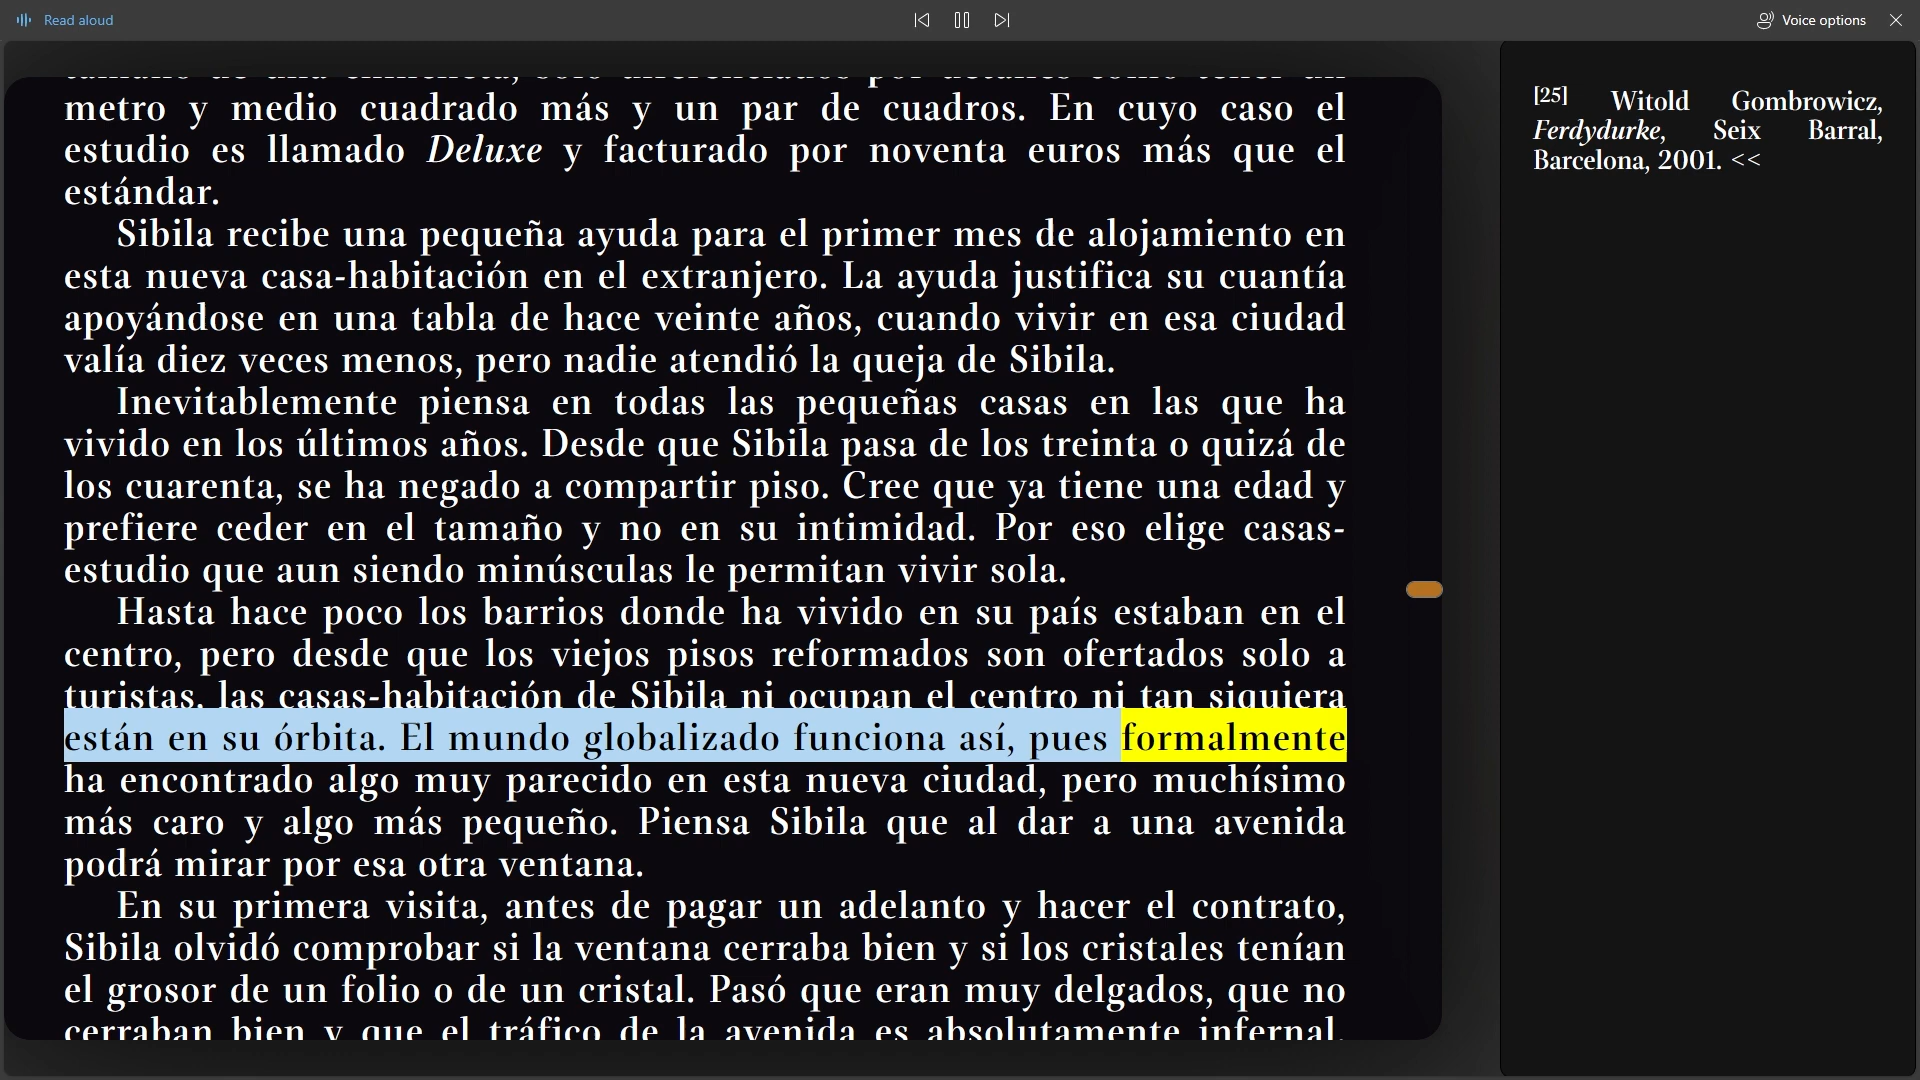 Read aloud
Voice options
metro y medio cuadrado más y un par de cuadros. En cuyo caso el
estudio es llamado Deluxe y facturado por noventa euros más que el
estándar.
Sibila recibe una pequeña ayuda para el primer mes de alojamiento en
esta nueva casa-habitación en el extranjero. La ayuda justifica su cuantía
apoyándose en una tabla de hace veinte años, cuando vivir en esa ciudad
valía diez veces menos, pero nadie atendió la queja de Sibila.
Inevitablemente piensa en todas las pequeñas casas en las que ha
vivido en los últimos años. Desde que Sibila pasa de los treinta o quizá de
los cuarenta, se ha negado a compartir piso. Cree que ya tiene una edad y
prefiere ceder en el tamaño y no en su intimidad. Por eso elige casas-
estudio que aun siendo minúsculas le permitan vivir sola.
Hasta hace poco los barrios donde ha vivido en su país estaban en el
centro, pero desde que los viejos pisos reformados son ofertados solo a
turistas, las casas-habitación de Sibila ni ocupan el centro ni tan siquiera
están en su órbita. El mundo globalizado funciona así, pues formalmente
ha encontrado algo muy parecido en esta nueva ciudad, pero muchísimo
más caro y algo más pequeño. Piensa Sibila que al dar a una avenida
podrá mirar por esa otra ventana.
En su primera visita, antes de pagar un adelanto y hacer el contrato,
Sibila olvidó comprobar si la ventana cerraba bien y si los cristales tenían
el grosor de un folio o de un cristal. Pasó que eran muy delgados, que no
cerraban bien y que el tráfico de la avenida es absolutamente infernal.
[25] Witold Gombrowicz,
Ferdydurke, Seix Barral,
Barcelona, 2001. <<